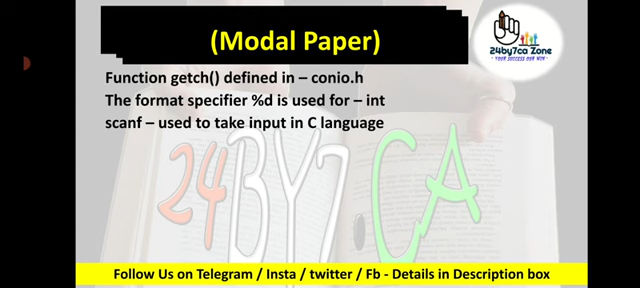 (Modal Paper)
24by7ca Zone
- YOUR SUCCESS OUR WIN -
Function getch() defined in – conio.h
The format specifier %d is used for – int
scanf – used to take input in C language
24BY7 CA
Follow Us on Telegram / Insta / twitter / Fb - Details in Description box